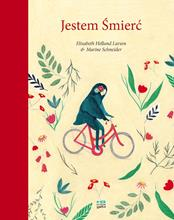 Jestem Śmierć
Elisabeth Helland Larsen
& Marine Schneider